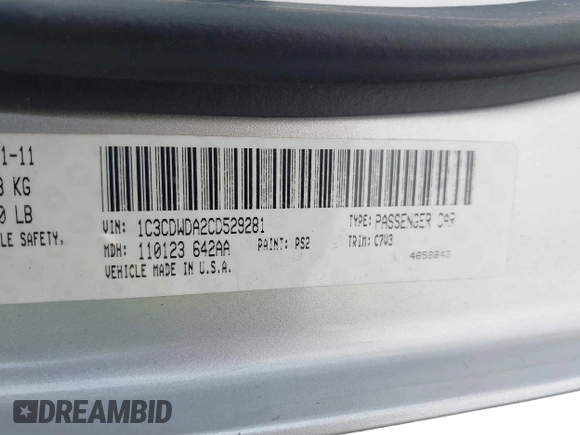 1-11
KG
LB
LE SAFETY,
VIN: 1C3CDWDA2CD529281 TYPE: PASSENGER CAR
MDH: 110123 642AA PAINT: PS2 TRIM: C7V3
VEHICLE MADE IN U.S.A. 4858843
DREAMBID